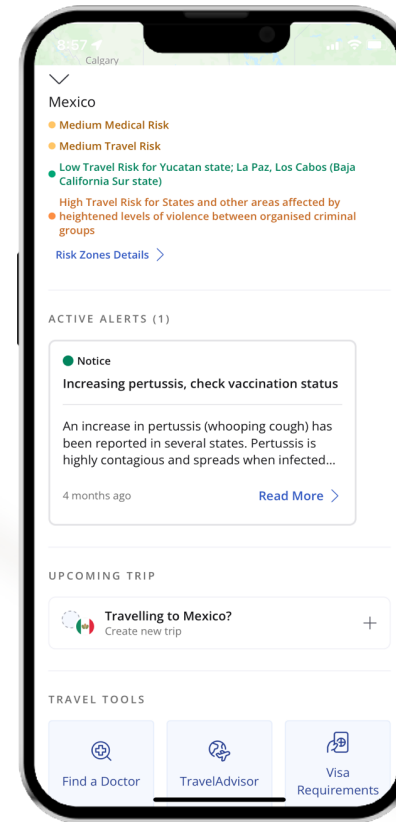 8:57
Calgary
Mexico
Medium Medical Risk
Medium Travel Risk
Low Travel Risk for Yucatan state; La Paz, Los Cabos (Baja
California Sur state)
High Travel Risk for States and other areas affected by
heightened levels of violence between organised criminal
groups
Risk Zones Details
ACTIVE ALERTS (1)
Notice
Increasing pertussis, check vaccination status
An increase in pertussis (whooping cough) has
been reported in several states. Pertussis is
highly contagious and spreads when infected...
4 months ago Read More
UPCOMING TRIP
Travelling to Mexico?
Create new trip
TRAVEL TOOLS
Find a Doctor
TravelAdvisor
Visa
Requirements